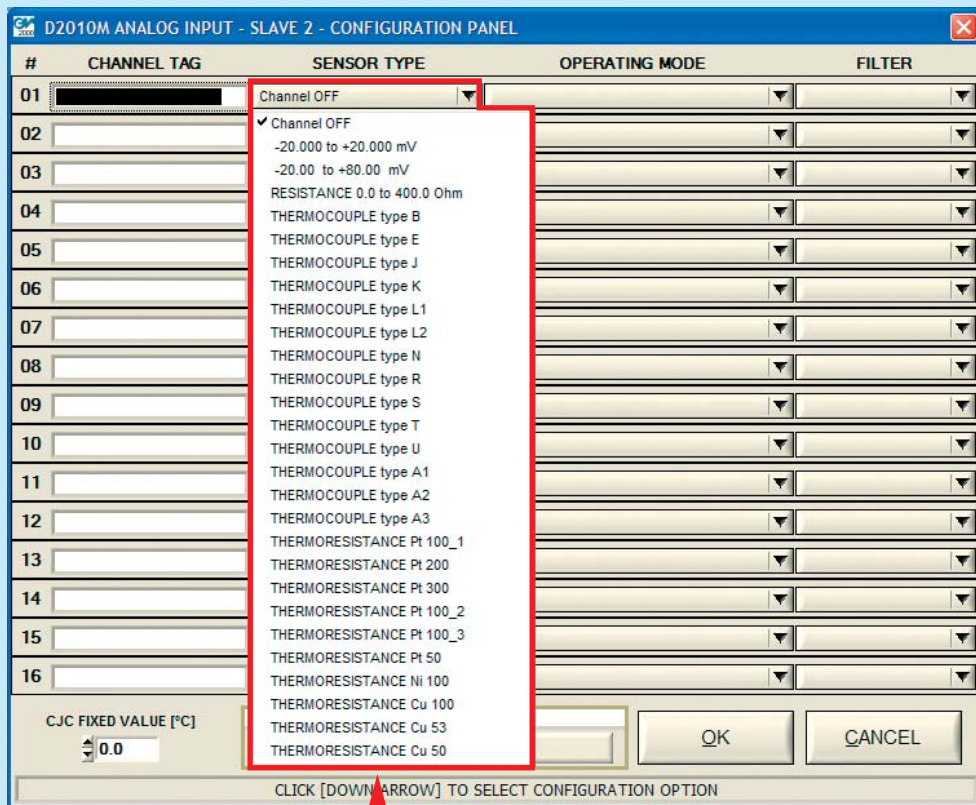 D2010M ANALOG INPUT - SLAVE 2 - CONFIGURATION PANEL
# CHANNEL TAG SENSOR TYPE OPERATING MODE FILTER
01 Channel OFF
✔ Channel OFF
02
-20.000 to +20.000 mV
03 -20.00 to +80.00 mV
RESISTANCE 0.0 to 400.0 Ohm
04 THERMOCOUPLE type B
05 THERMOCOUPLE type E
THERMOCOUPLE type J
06 THERMOCOUPLE type K
THERMOCOUPLE type L1
07 THERMOCOUPLE type L2
THERMOCOUPLE type N
08 THERMOCOUPLE type R
09 THERMOCOUPLE type S
THERMOCOUPLE type T
10 THERMOCOUPLE type U
THERMOCOUPLE type A1
11
THERMOCOUPLE type A2
12 THERMOCOUPLE type A3
THERMORESISTANCE Pt 100_1
13 THERMORESISTANCE Pt 200
THERMORESISTANCE Pt 300
14
THERMORESISTANCE Pt 100_2
15 THERMORESISTANCE Pt 100_3
THERMORESISTANCE Pt 50
16 THERMORESISTANCE Ni 100
THERMORESISTANCE Cu 100
THERMORESISTANCE Cu 53
THERMORESISTANCE Cu 50
CJC FIXED VALUE [°C]
0.0
OK CANCEL
CLICK [DOWN ARROW] TO SELECT CONFIGURATION OPTION